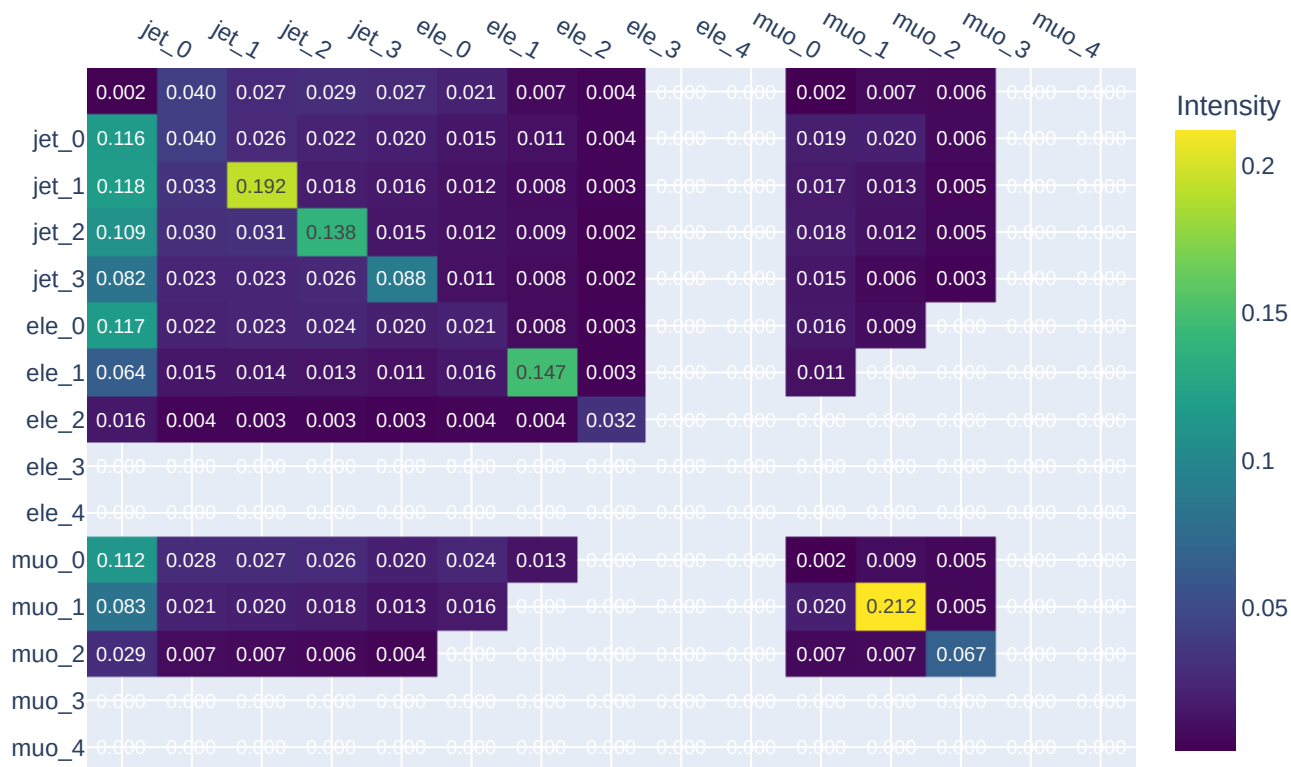 jet_0 jet_1 jet_2 jet_3 ele_0 ele_1 ele_2 ele_3 ele_4 muo_0 muo_1 muo_2 muo_3 muo_4
Intensity
0.002 0.040 0.027 0.029 0.027 0.021 0.007 0.004 0.000 0.000 0.002 0.007 0.006 0.000 0.000
jet_0 0.116 0.040 0.026 0.022 0.020 0.015 0.011 0.004 0.000 0.000 0.019 0.020 0.006 0.000 0.000
0.2
jet_1 0.118 0.033 0.192 0.018 0.016 0.012 0.008 0.003 0.000 0.000 0.017 0.013 0.005 0.000 0.000
jet_2 0.109 0.030 0.031 0.138 0.015 0.012 0.009 0.002 0.000 0.000 0.018 0.012 0.005 0.000 0.000
jet_3 0.082 0.023 0.023 0.026 0.088 0.011 0.008 0.002 0.000 0.000 0.015 0.006 0.003 0.000 0.000
0.15
ele_0 0.117 0.022 0.023 0.024 0.020 0.021 0.008 0.003 0.000 0.000 0.016 0.009 0.000 0.000 0.000
ele_1 0.064 0.015 0.014 0.013 0.011 0.016 0.147 0.003 0.000 0.000 0.011 0.000 0.000 0.000 0.000
ele_2 0.016 0.004 0.003 0.003 0.003 0.004 0.004 0.032 0.000 0.000 0.000 0.000 0.000 0.000 0.000
ele_3 0.000 0.000 0.000 0.000 0.000 0.000 0.000 0.000 0.000 0.000 0.000 0.000 0.000 0.000 0.000
0.1
ele_4 0.000 0.000 0.000 0.000 0.000 0.000 0.000 0.000 0.000 0.000 0.000 0.000 0.000 0.000 0.000
muo_0 0.112 0.028 0.027 0.026 0.020 0.024 0.013 0.000 0.000 0.000 0.002 0.009 0.005 0.000 0.000
muo_1 0.083 0.021 0.020 0.018 0.013 0.016 0.000 0.000 0.000 0.000 0.020 0.212 0.005 0.000 0.000
0.05
muo_2 0.029 0.007 0.007 0.006 0.004 0.000 0.000 0.000 0.000 0.000 0.007 0.007 0.067 0.000 0.000
muo_3 0.000 0.000 0.000 0.000 0.000 0.000 0.000 0.000 0.000 0.000 0.000 0.000 0.000 0.000 0.000
muo_4 0.000 0.000 0.000 0.000 0.000 0.000 0.000 0.000 0.000 0.000 0.000 0.000 0.000 0.000 0.000